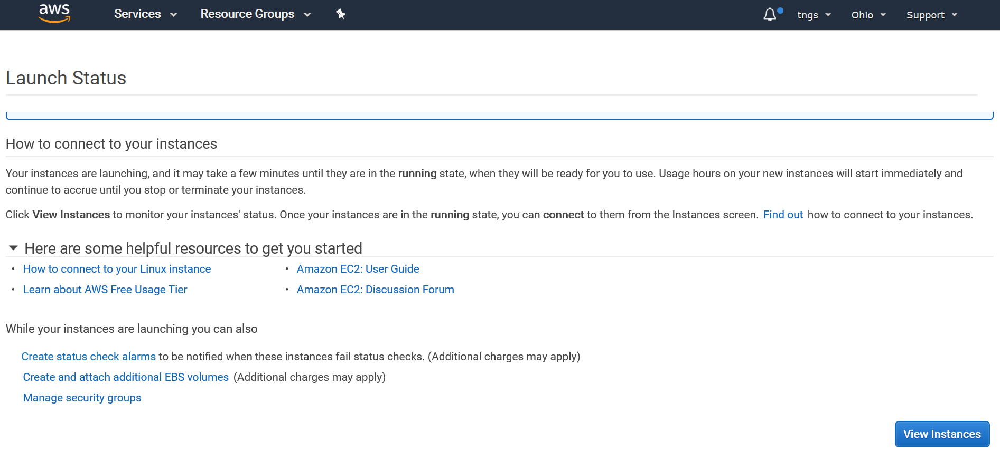 aws Services Resource Groups tngs Ohio Support
Launch Status
How to connect to your instances
Your instances are launching, and it may take a few minutes until they are in the running state, when they will be ready for you to use. Usage hours on your new instances will start immediately and
continue to accrue until you stop or terminate your instances.
Click View Instances to monitor your instances' status. Once your instances are in the running state, you can connect to them from the Instances screen. Find out how to connect to your instances.
Here are some helpful resources to get you started
• How to connect to your Linux instance
• Amazon EC2: User Guide
• Learn about AWS Free Usage Tier
• Amazon EC2: Discussion Forum
While your instances are launching you can also
Create status check alarms to be notified when these instances fail status checks. (Additional charges may apply)
Create and attach additional EBS volumes (Additional charges may apply)
Manage security groups
View Instances